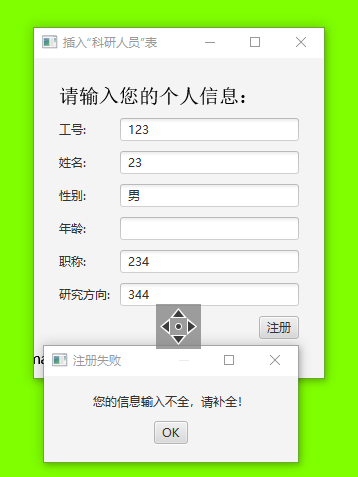 插入“科研人员”表
请输入您的个人信息：
工号: 123
姓名: 23
性别: 男
年龄:
职称: 234
研究方向: 344
注册
注册失败
您的信息输入不全，请补全！
OK